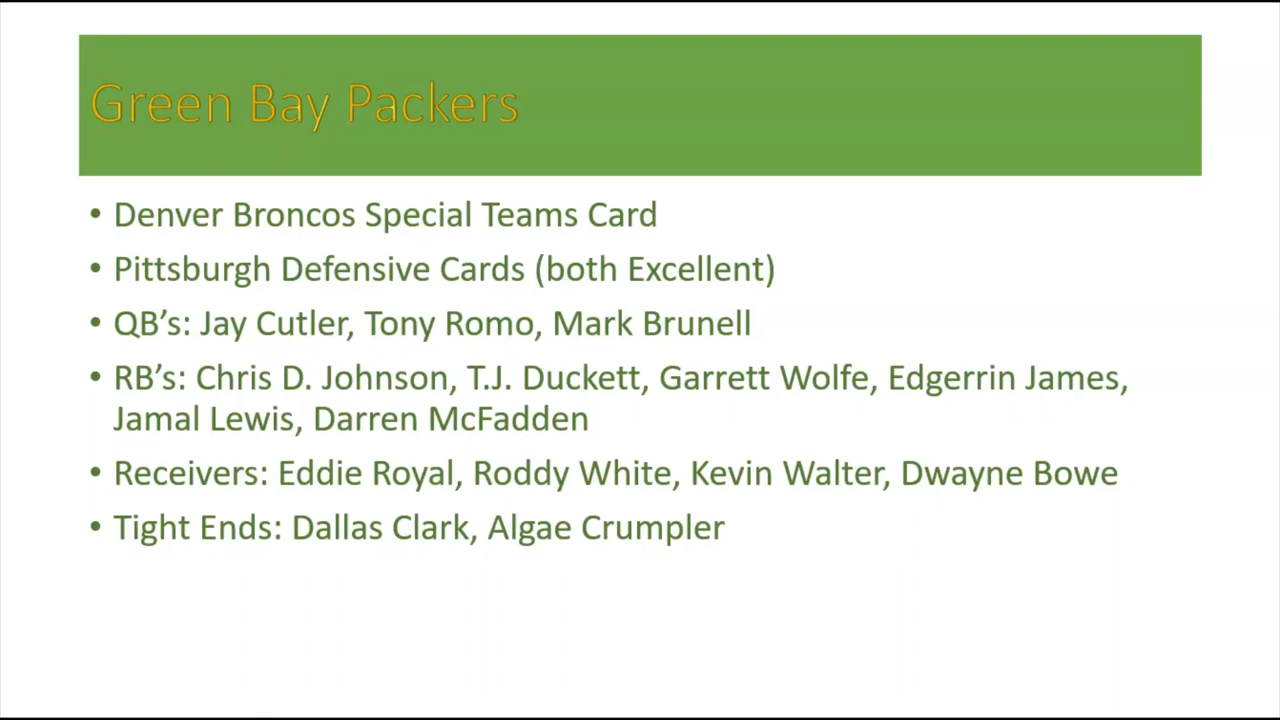 Green Bay Packers
• Denver Broncos Special Teams Card
• Pittsburgh Defensive Cards (both Excellent)
• QB’s: Jay Cutler, Tony Romo, Mark Brunell
• RB’s: Chris D. Johnson, T.J. Duckett, Garrett Wolfe, Edgerrin James,
Jamal Lewis, Darren McFadden
• Receivers: Eddie Royal, Roddy White, Kevin Walter, Dwayne Bowe
• Tight Ends: Dallas Clark, Algae Crumpler